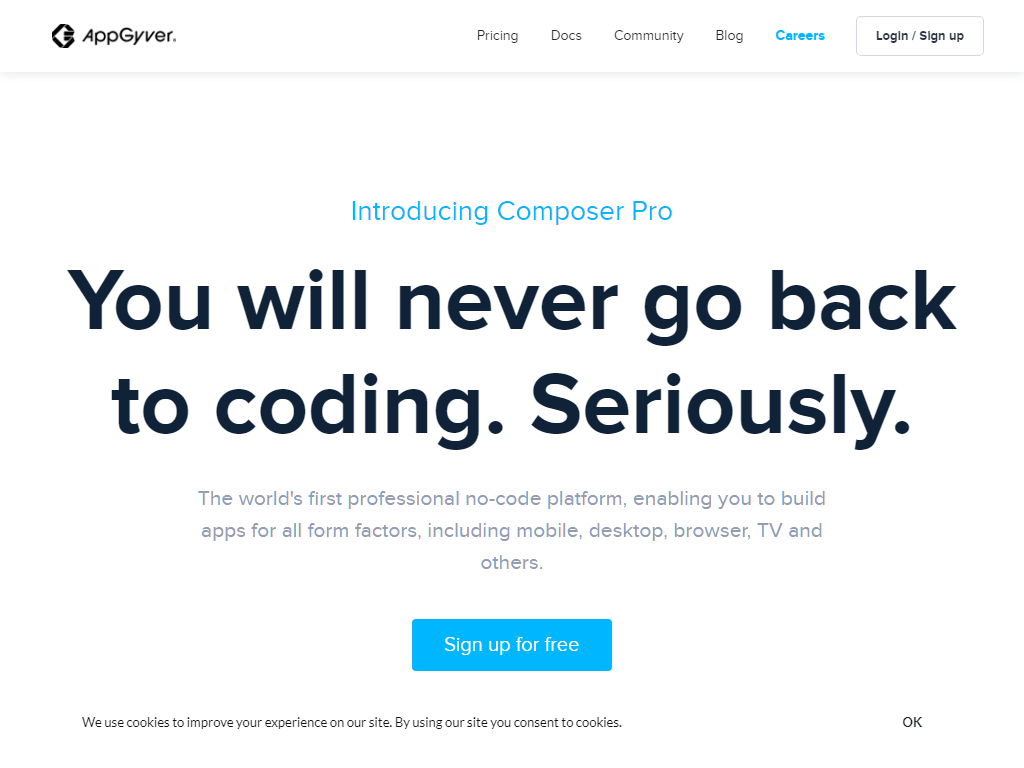 AppGyver.
Pricing
Docs
Community
Blog
Careers
Login / Sign up
Introducing Composer Pro
You will never go back
to coding. Seriously.
The world's first professional no-code platform, enabling you to build
apps for all form factors, including mobile, desktop, browser, TV and
others.
Sign up for free
We use cookies to improve your experience on our site. By using our site you consent to cookies.
OK